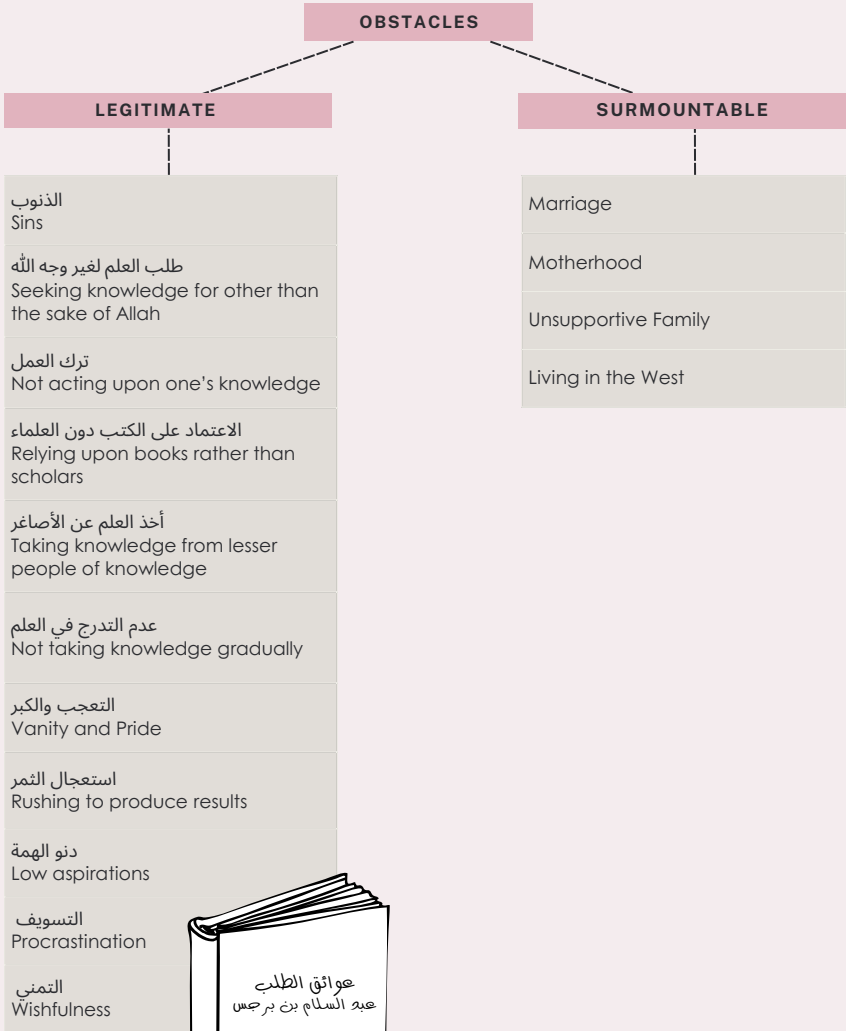 OBSTACLES
LEGITIMATE
الذنوب
Sins
طلب العلم لغير وجه الله
Seeking knowledge for other than
the sake of Allah
ترك العمل
Not acting upon one's knowledge
الاعتماد على الكتب دون العلماء
Relying upon books rather than
scholars
أخذ العلم عن الأصاغر
Taking knowledge from lesser
people of knowledge
عدم التدرج في العلم
Not taking knowledge gradually
التعجب والكبر
Vanity and Pride
استعجال الثمر
Rushing to produce results
دنو الهمة
Low aspirations
التسويف
Procrastination
التمني
Wishfulness
عوائق الطلب
عبد السلام بن برجس
SURMOUNTABLE
Marriage
Motherhood
Unsupportive Family
Living in the West